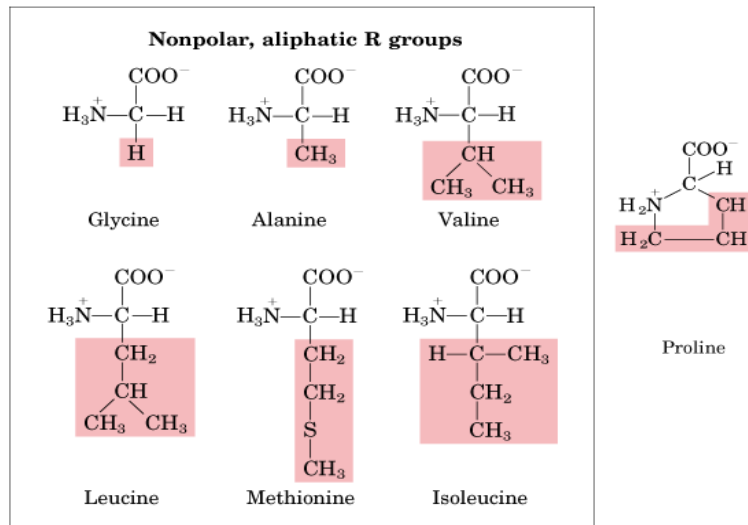 Nonpolar, aliphatic R groups
COO⁻
H₃N⁺—C—H
H
Glycine
COO⁻
H₃N⁺—C—H
CH₃
Alanine
COO⁻
H₃N⁺—C—H
CH
CH₃ CH₃
Valine
COO⁻
H
C
H₂N⁺
CH
H₂C CH
Proline
COO⁻
H₃N⁺—C—H
CH₂
CH
CH₃ CH₃
Leucine
COO⁻
H₃N⁺—C—H
CH₂
CH₂
S
CH₃
Methionine
COO⁻
H₃N⁺—C—H
H—C—CH₃
CH₂
CH₃
Isoleucine